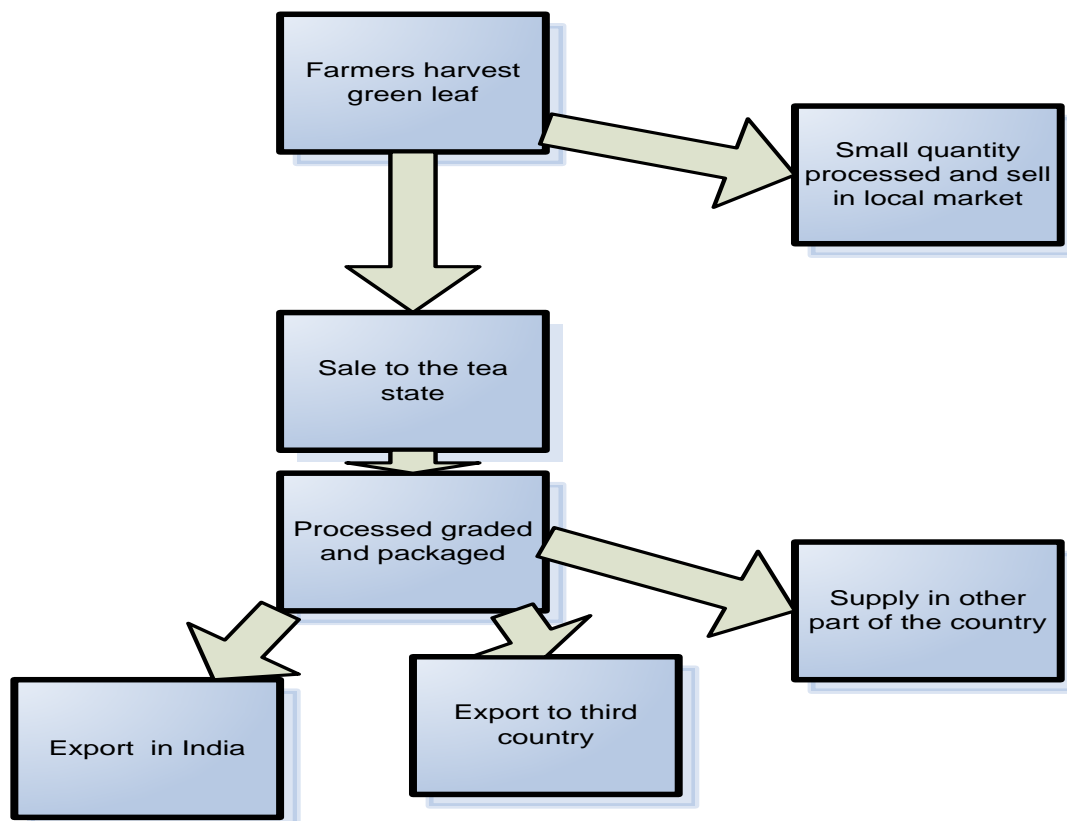 Farmers harvest
green leaf
Small quantity
processed and sell
in local market
Sale to the tea
state
Processed graded
and packaged
Supply in other
part of the country
Export to third
country
Export in India